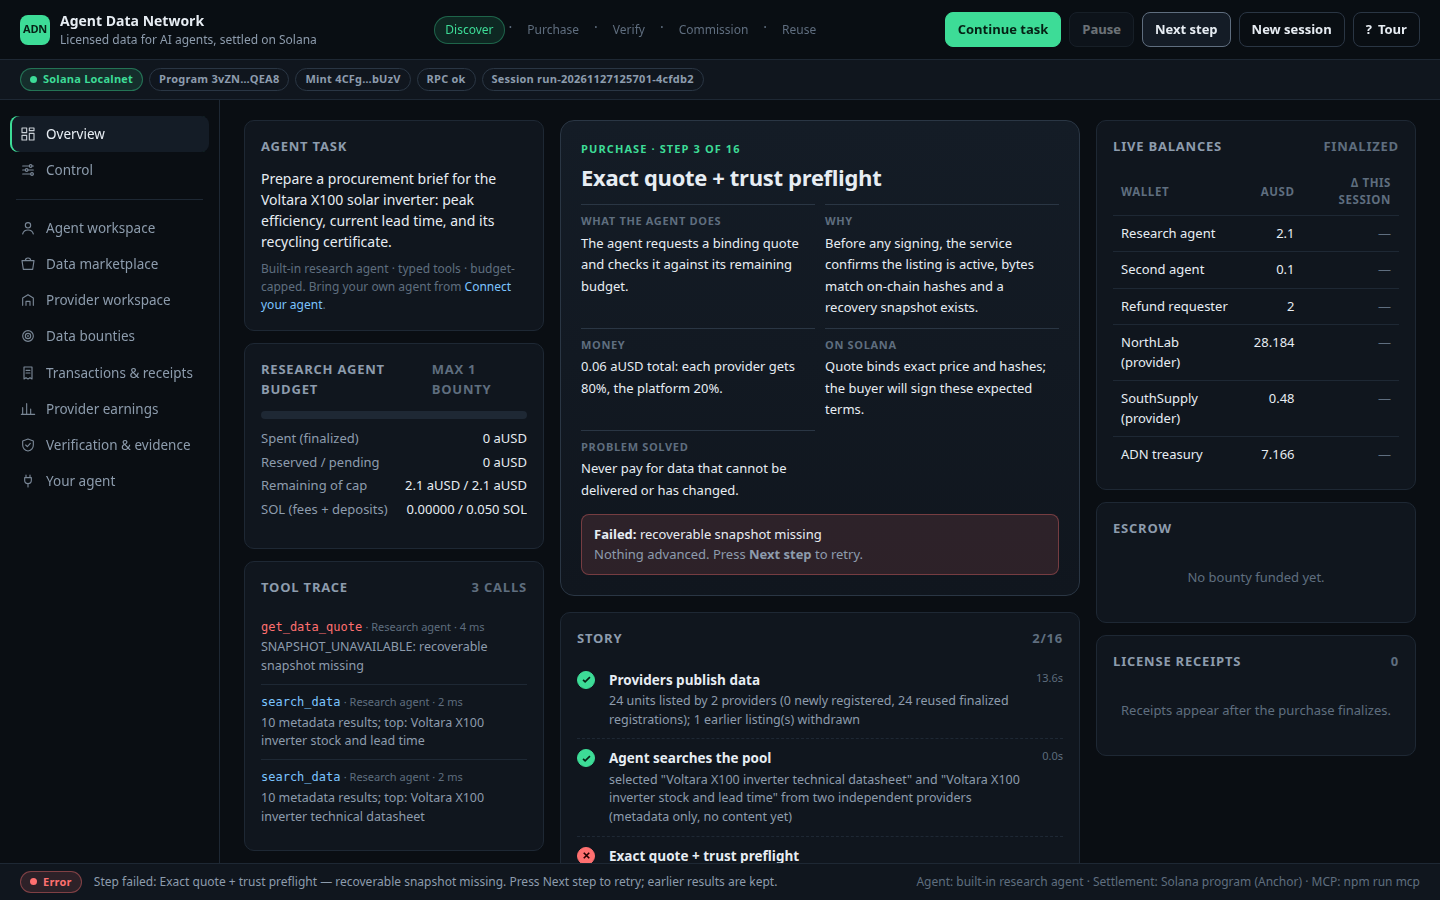 ADN
Agent Data Network
Licensed data for AI agents, settled on Solana
Discover · Purchase · Verify · Commission · Reuse
Continue task
Pause
Next step
New session
? Tour
Solana Localnet
Program 3vZN…QEA8
Mint 4CFg…bUzV
RPC ok
Session run-20261127125701-4cfdb2
Overview
Control
Agent workspace
Data marketplace
Provider workspace
Data bounties
Transactions & receipts
Provider earnings
Verification & evidence
Your agent
AGENT TASK
Prepare a procurement brief for the
Voltara X100 solar inverter: peak
efficiency, current lead time, and its
recycling certificate.
Built-in research agent · typed tools · budget-
capped. Bring your own agent from Connect
your agent.
RESEARCH AGENT
BUDGET
MAX 1
BOUNTY
Spent (finalized) 0 aUSD
Reserved / pending 0 aUSD
Remaining of cap 2.1 aUSD / 2.1 aUSD
SOL (fees + deposits) 0.00000 / 0.050 SOL
TOOL TRACE 3 CALLS
get_data_quote · Research agent · 4 ms
SNAPSHOT_UNAVAILABLE: recoverable
snapshot missing
search_data · Research agent · 2 ms
10 metadata results; top: Voltara X100
inverter stock and lead time
search_data · Research agent · 2 ms
10 metadata results; top: Voltara X100
inverter technical datasheet
PURCHASE · STEP 3 OF 16
Exact quote + trust preflight
WHAT THE AGENT DOES
The agent requests a binding quote
and checks it against its remaining
budget.
WHY
Before any signing, the service
confirms the listing is active, bytes
match on-chain hashes and a
recovery snapshot exists.
MONEY
0.06 aUSD total: each provider gets
80%, the platform 20%.
ON SOLANA
Quote binds exact price and hashes;
the buyer will sign these expected
terms.
PROBLEM SOLVED
Never pay for data that cannot be
delivered or has changed.
Failed: recoverable snapshot missing
Nothing advanced. Press Next step to retry.
STORY 2/16
Providers publish data 13.6s
24 units listed by 2 providers (0 newly registered, 24 reused finalized
registrations); 1 earlier listing(s) withdrawn
Agent searches the pool 0.0s
selected "Voltara X100 inverter technical datasheet" and "Voltara X100
inverter stock and lead time" from two independent providers
(metadata only, no content yet)
Exact quote + trust preflight
LIVE BALANCES FINALIZED
WALLET AUSD Δ THIS
SESSION
Research agent 2.1 —
Second agent 0.1 —
Refund requester 2 —
NorthLab 28.184 —
(provider)
SouthSupply 0.48 —
(provider)
ADN treasury 7.166 —
ESCROW
No bounty funded yet.
LICENSE RECEIPTS 0
Receipts appear after the purchase finalizes.
Error
Step failed: Exact quote + trust preflight — recoverable snapshot missing. Press Next step to retry; earlier results are kept.
Agent: built-in research agent · Settlement: Solana program (Anchor) · MCP: npm run mcp